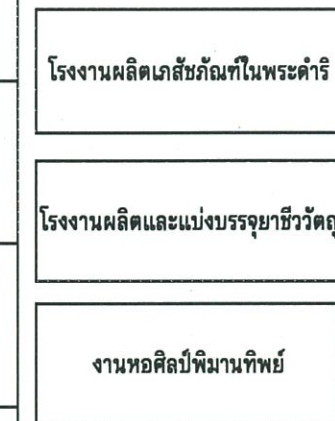 โรงงานผลิตเภสัชภัณฑ์ในพระดำริ
โรงงานผลิตและแบ่งบรรจุยาชีววัตถุ
งานหอศิลป์พิมานทิพย์